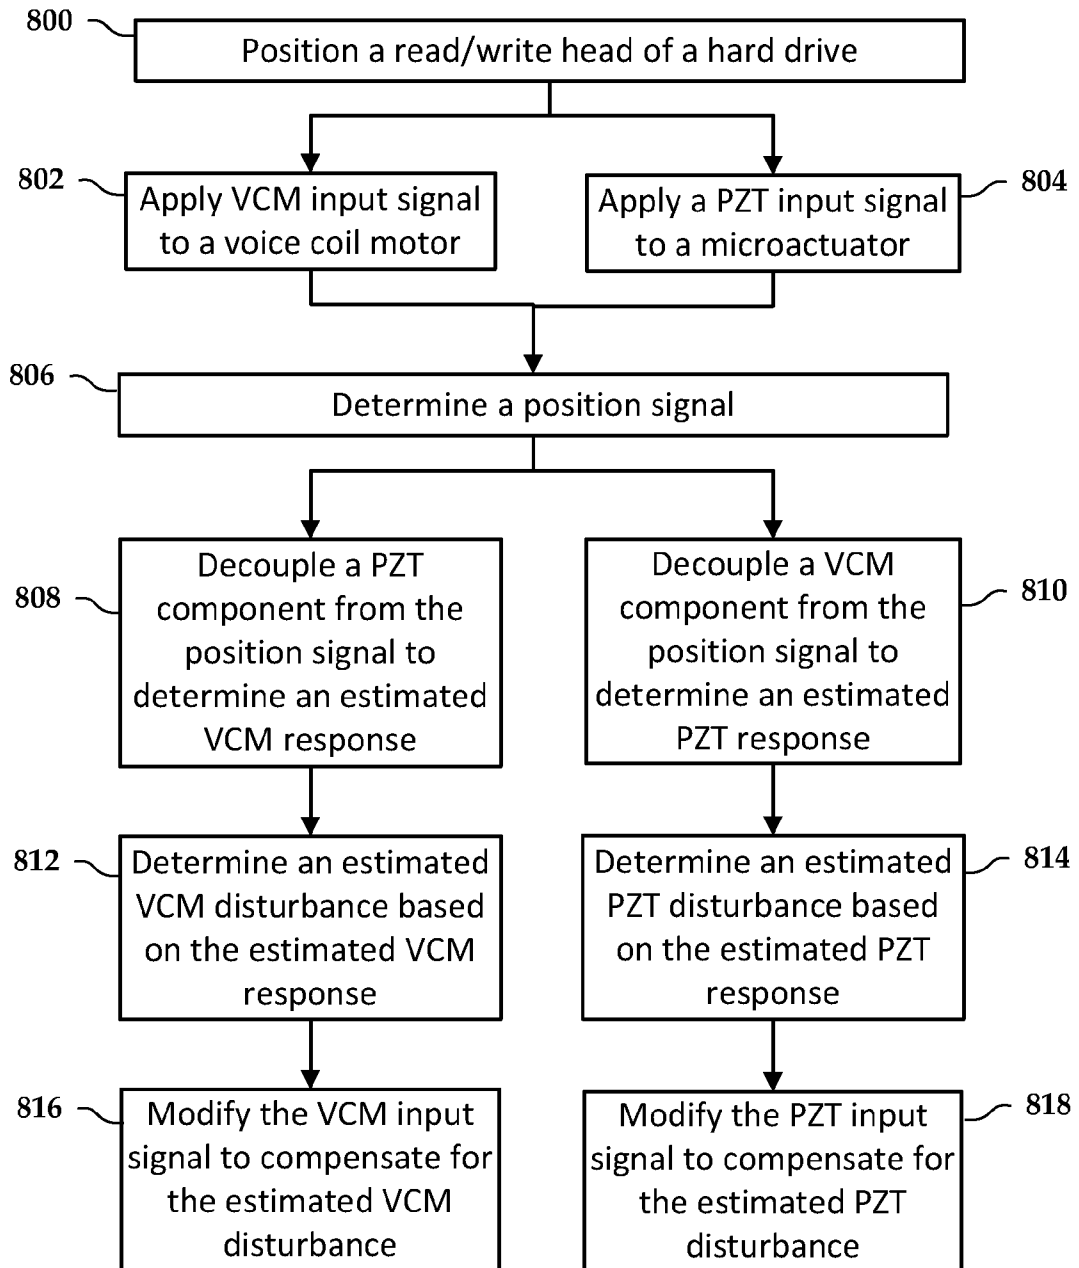 800
Position a read/write head of a hard drive
802
Apply VCM input signal
to a voice coil motor
804
Apply a PZT input signal
to a microactuator
806
Determine a position signal
808
Decouple a PZT
component from the
position signal to
determine an estimated
VCM response
810
Decouple a VCM
component from the
position signal to
determine an estimated
PZT response
812
Determine an estimated
VCM disturbance based
on the estimated VCM
response
814
Determine an estimated
PZT disturbance based
on the estimated PZT
response
816
Modify the VCM input
signal to compensate for
the estimated VCM
disturbance
818
Modify the PZT input
signal to compensate for
the estimated PZT
disturbance